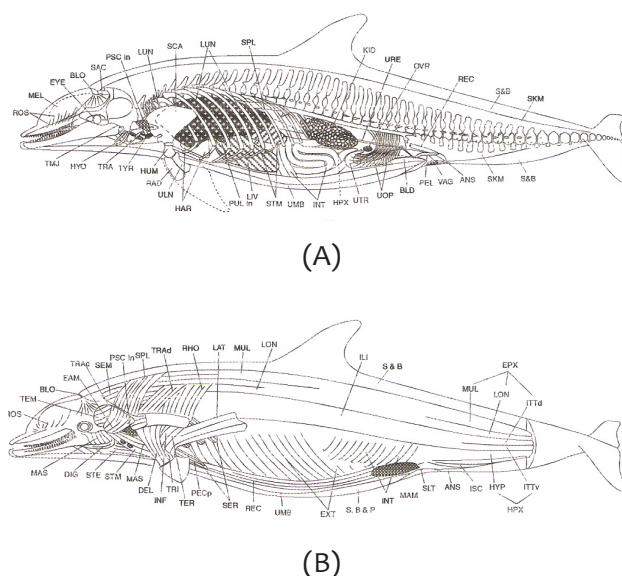 SCA LUN SPL
PSC In LUN
BLO SAC
EYE
MEL
ROS
KID
URE
OVR
REC
S&B
SKM
TMJ HYO TRA TYR HUM RAD ULN HAR PUL In LIV STM UMB INT HPX UTR UOP BLD PEL VAG ANS SKM S&B
(A)
TRAc SEM PSC In SPL TRAd RHO LAT MUL LON
EAM
BLO
TEM
ILI
S & B
EPX
MUL
LON
ITTd
MAS DIG STE STM MAS DEL INF TRI TER PECp SER REC UMB EXT S, B & P INT MAM SLT ANS ISC HYP ITTv
HPX
(B)